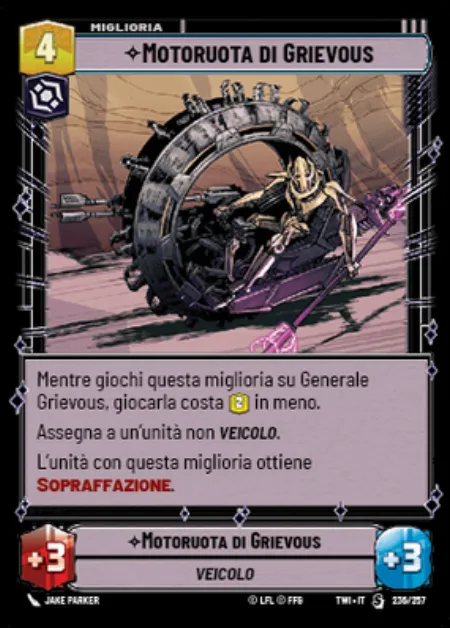 MIGLIORIA
4
✧MOTORUOTA DI GRIEVOUS
Mentre giochi questa miglioria su Generale
Grievous, giocarla costa 2 in meno.
Assegna a un'unità non VEICOLO.
L'unità con questa miglioria ottiene
SOPRAFFAZIONE.
✧MOTORUOTA DI GRIEVOUS
+3
+3
VEICOLO
JAKE PARKER
© LFL © FFG
TWI • IT
236/257